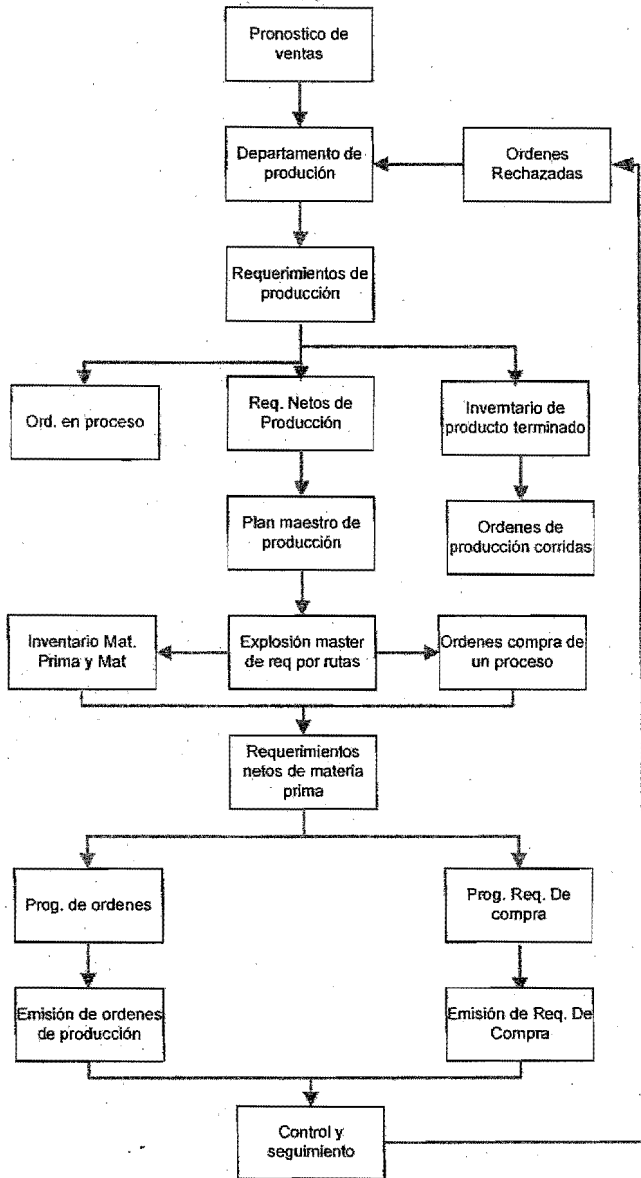 Pronostico de
ventas
Departamento de
produción
Ordenes
Rechazadas
Requerimientos de
producción
Ord. en proceso
Req. Netos de
Producción
Invemtario de
producto terminado
Plan maestro de
producción
Ordenes de
producción corridas
Inventario Mat.
Prima y Mat
Explosión master
de req por rutas
Ordenes compra de
un proceso
Requerimientos
netos de materia
prima
Prog. de ordenes
Prog. Req. De
compra
Emisión de ordenes
de producción
Emisión de Req. De
Compra
Control y
seguimiento